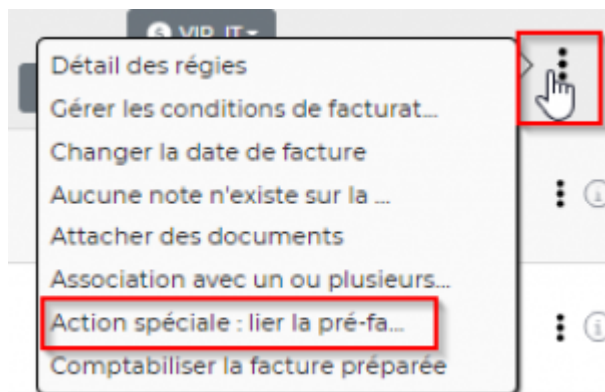 VIP_IT
Détail des régies
Gérer les conditions de facturat...
Changer la date de facture
Aucune note n'existe sur la ...
Attacher des documents
Association avec un ou plusieurs...
Action spéciale : lier la pré-fa...
Comptabiliser la facture préparée